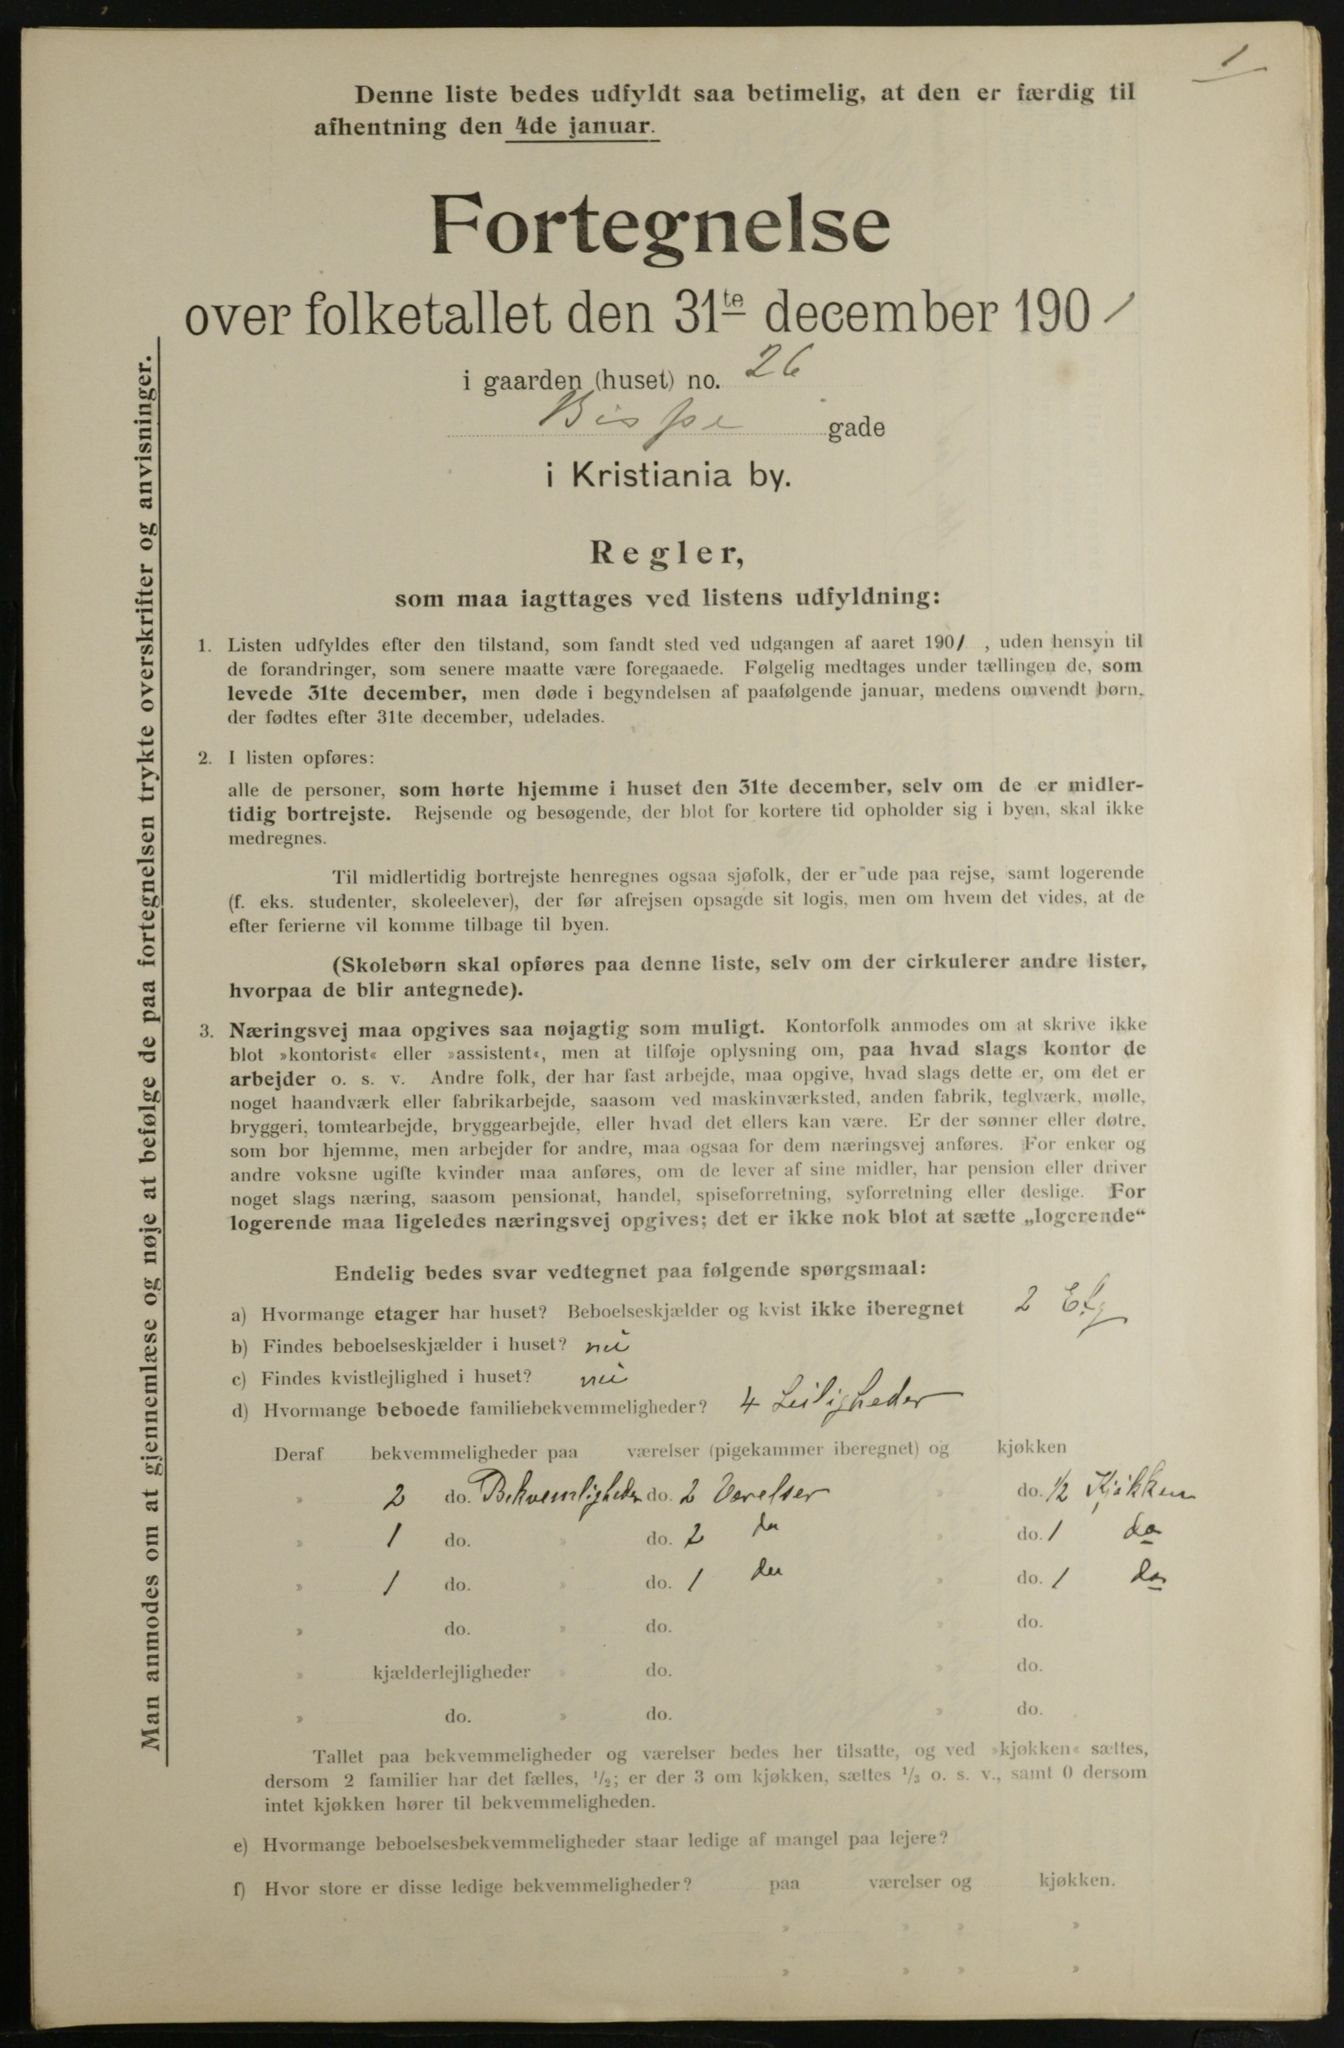 1
Denne liste bedes udfyldt saa betimelig, at den er færdig til
afhentning den 4de januar.
Fortegnelse
over folketallet den 31te december 1901
i gaarden (huset) no. 26
Bispe gade
i Kristiania by.
Regler,
som maa iagttages ved listens udfyldning:
1. Listen udfyldes efter den tilstand, som fandt sted ved udgangen af aaret 1901 , uden hensyn til
de forandringer, som senere maatte være foregaaede. Følgelig medtages under tællingen de, som
levede 31te december, men døde i begyndelsen af paafølgende januar, medens omvendt børn,
der fødtes efter 31te december, udelades.
2. I listen opføres:
alle de personer, som hørte hjemme i huset den 31te december, selv om de er midler-
tidig bortrejste. Rejsende og besøgende, der blot for kortere tid opholder sig i byen, skal ikke
medregnes.
Til midlertidig bortrejste henregnes ogsaa sjøfolk, der er ude paa rejse, samt logerende
(f. eks. studenter, skoleelever), der før afrejsen opsagde sit logis, men om hvem det vides, at de
efter ferierne vil komme tilbage til byen.
(Skolebørn skal opføres paa denne liste, selv om der cirkulerer andre lister,
hvorpaa de blir antegnede).
3. Næringsvej maa opgives saa nøjagtig som muligt. Kontorfolk anmodes om at skrive ikke
blot »kontorist« eller »assistent«, men at tilføje oplysning om, paa hvad slags kontor de
arbejder o. s. v. Andre folk, der har fast arbejde, maa opgive, hvad slags dette er, om det er
noget haandværk eller fabrikarbejde, saasom ved maskinværksted, anden fabrik, teglværk, mølle,
bryggeri, tomtearbejde, bryggearbejde, eller hvad det ellers kan være. Er der sønner eller døtre,
som bor hjemme, men arbejder for andre, maa ogsaa for dem næringsvej anføres. For enker og
andre voksne ugifte kvinder maa anføres, om de lever af sine midler, har pension eller driver
noget slags næring, saasom pensionat, handel, spiseforretning, syforretning eller deslige. For
logerende maa ligeledes næringsvej opgives; det er ikke nok blot at sætte „logerende“
Endelig bedes svar vedtegnet paa følgende spørgsmaal:
a) Hvormange etager har huset? Beboelseskjælder og kvist ikke iberegnet 2 Etg
b) Findes beboelseskjælder i huset? nei
c) Findes kvistlejlighed i huset? nei
d) Hvormange beboede familiebekvemmeligheder? 4 Leiligheder
Deraf bekvemmeligheder paa værelser (pigekammer iberegnet) og kjøkken
» 2 do. Bekvemligheder do. 2 Værelser » do. 1/2 Kjøkken
» 1 do. » do. 2 do » do. 1 do
» 1 do. » do. 1 do » do. 1 do
» do. » do. » do.
» kjælderlejligheder » do. » do.
» do. » do. » do.
Tallet paa bekvemmeligheder og værelser bedes her tilsatte, og ved »kjøkken« sættes,
dersom 2 familier har det fælles, 1/2; er der 3 om kjøkken, sættes 1/3 o. s. v., samt 0 dersom
intet kjøkken hører til bekvemmeligheden.
e) Hvormange beboelsesbekvemmeligheder staar ledige af mangel paa lejere?
f) Hvor store er disse ledige bekvemmeligheder? paa værelser og kjøkken.
» » » »
» » » »
Man anmodes om at gjennemlæse og nøje at befølge de paa fortegnelsen trykte overskrifter og anvisninger.